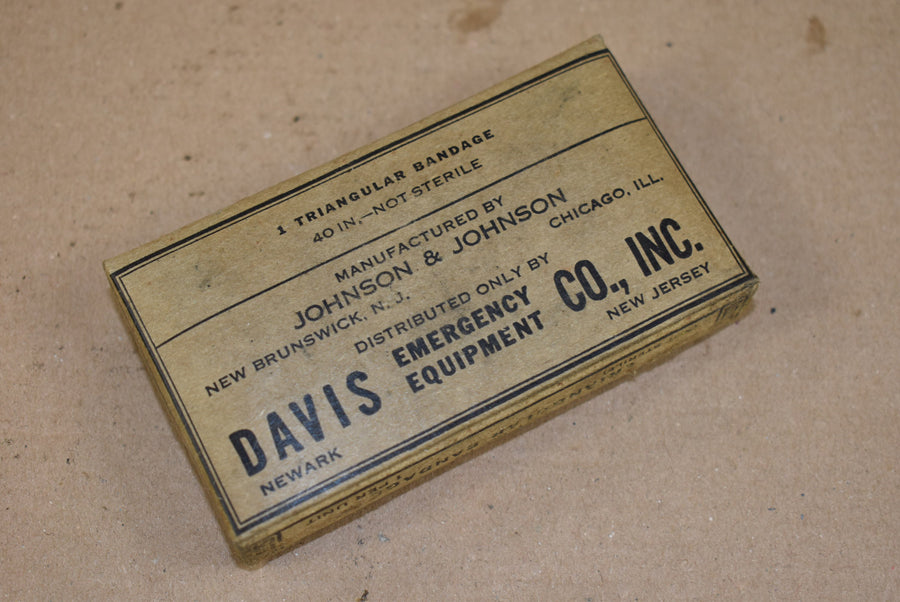 1 TRIANGULAR BANDAGE
40 IN.—NOT STERILE
MANUFACTURED BY
JOHNSON & JOHNSON
NEW BRUNSWICK, N. J. CHICAGO, ILL.
DISTRIBUTED ONLY BY
DAVIS EMERGENCY EQUIPMENT CO., INC.
NEWARK NEW JERSEY